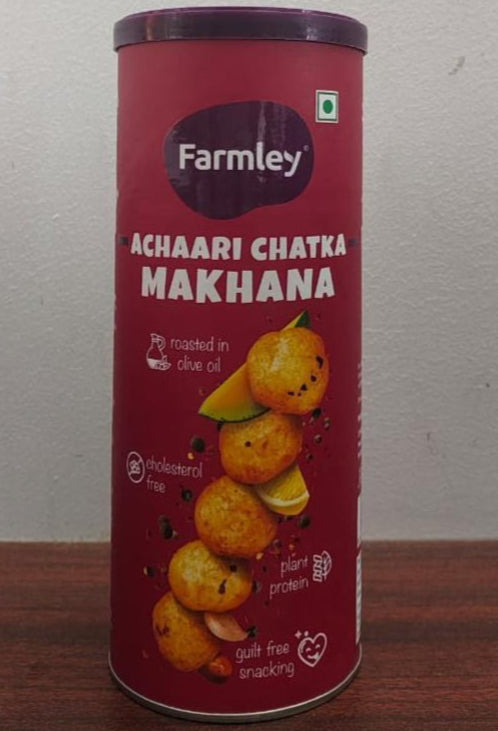 Farmley
ACHAARI CHATKA
MAKHANA
roasted in
olive oil
cholesterol
free
plant
protein
guilt free
snacking